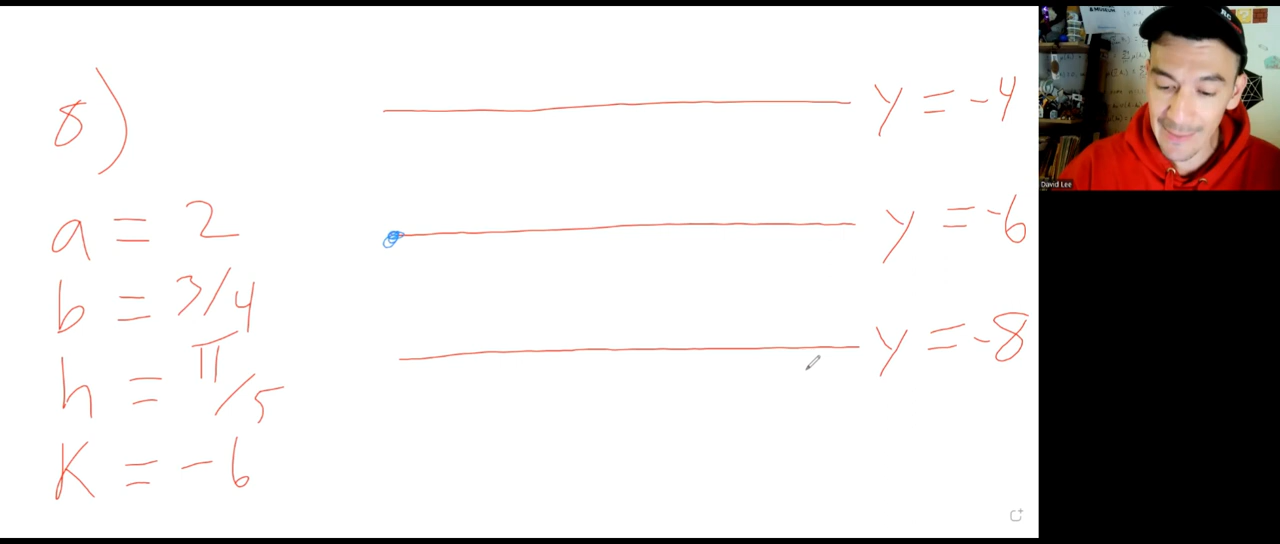 8)
y = -4
a = 2
y = -6
b = 3/4
h = π/5
y = -8
K = -6
David Lee